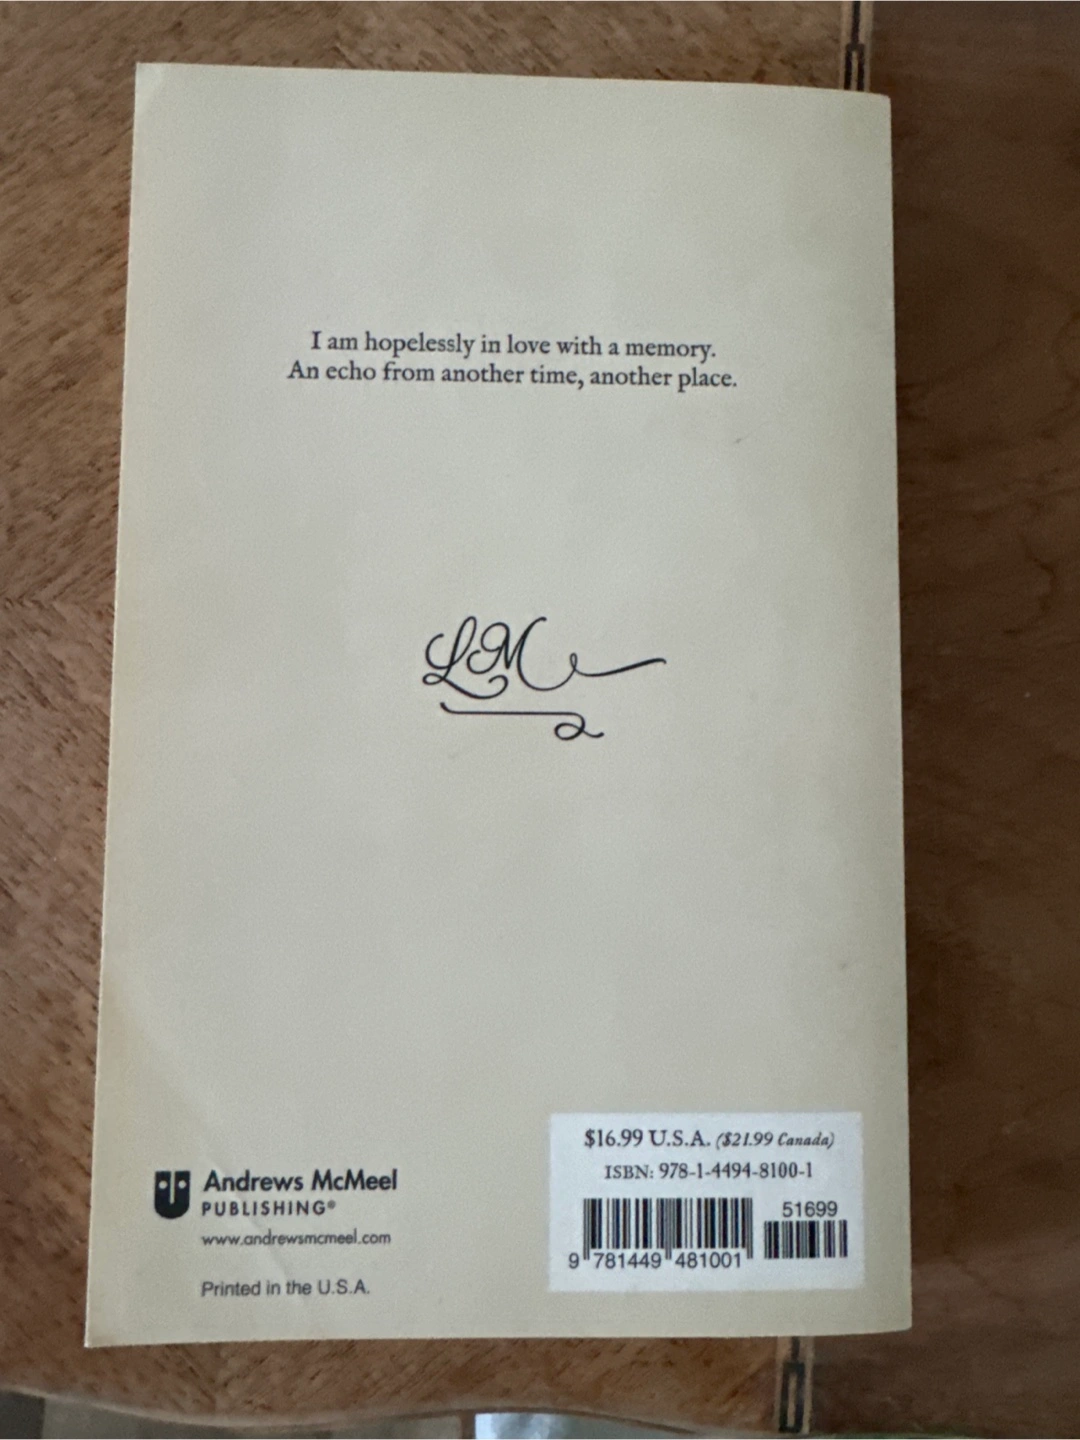 I am hopelessly in love with a memory.
An echo from another time, another place.
LM
Andrews McMeel
PUBLISHING®
www.andrewsmcmeel.com
Printed in the U.S.A.
$16.99 U.S.A. ($21.99 Canada)
ISBN: 978-1-4494-8100-1
51699
9 781449 481001